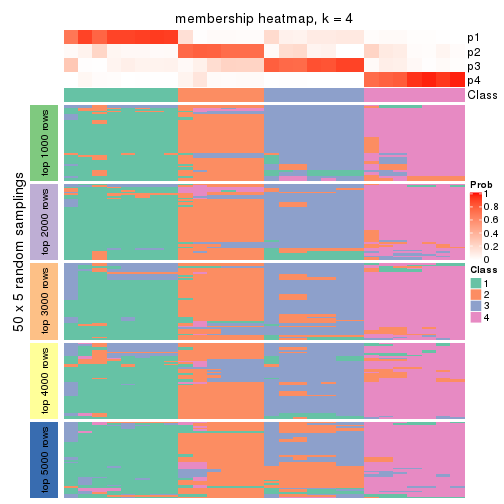 membership heatmap, k = 4
p1
p2
p3
p4
Class
50 x 5 random samplings
top 1000 rows
top 2000 rows
top 3000 rows
top 4000 rows
top 5000 rows
Prob
1
0.8
0.6
0.4
0.2
0
Class
1
2
3
4